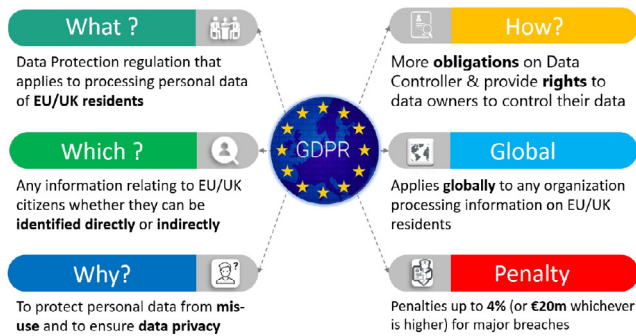 What ?
Data Protection regulation that
applies to processing personal data
of EU/UK residents
Which ?
Any information relating to EU/UK
citizens whether they can be
identified directly or indirectly
Why?
To protect personal data from mis-
use and to ensure data privacy
GDPR
How?
More obligations on Data
Controller & provide rights to
data owners to control their data
Global
Applies globally to any organization
processing information on EU/UK
residents
Penalty
Penalties up to 4% (or €20m whichever
is higher) for major breaches